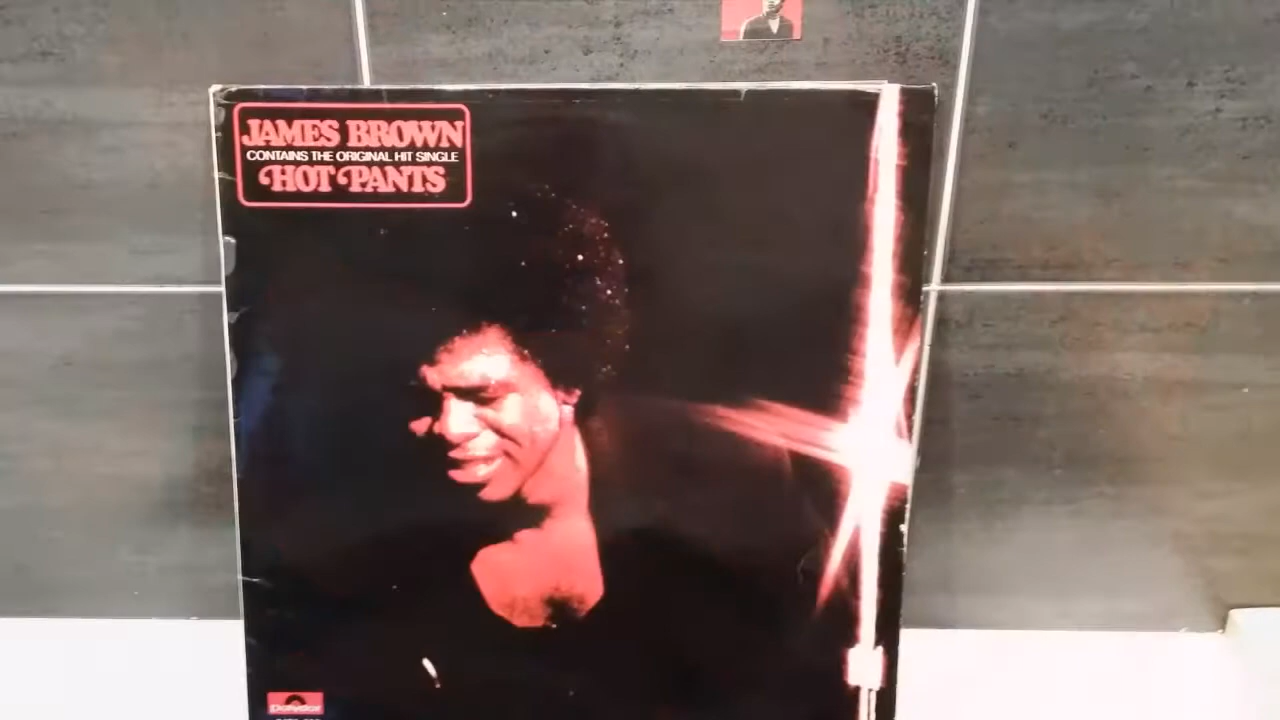 JAMES BROWN
CONTAINS THE ORIGINAL HIT SINGLE
HOT PANTS
polydor